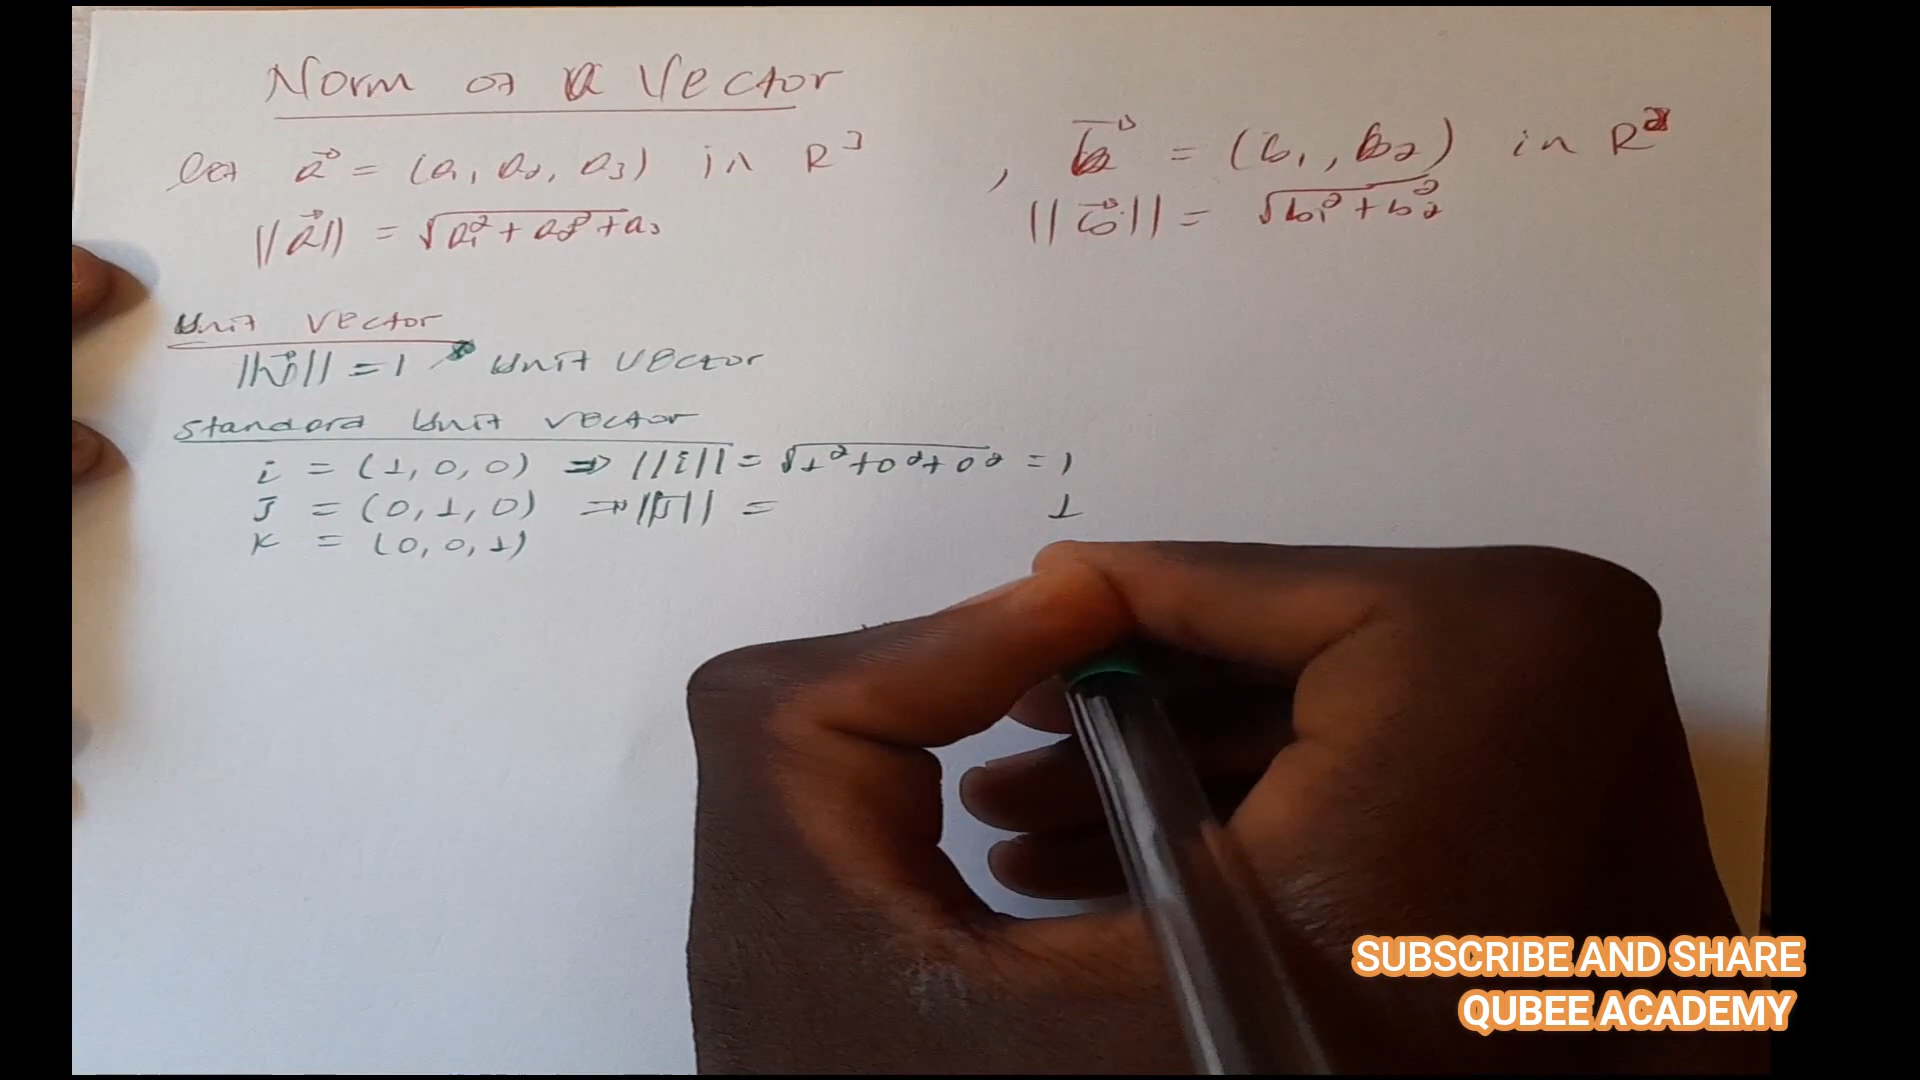 Norm of a Vector
let a⃗ = (a₁, a₂, a₃) in R³ , b⃗ = (b₁, b₂) in R²
||a⃗|| = √a₁² + a₂² + a₃ ||b⃗|| = √b₁² + b₂²
Unit vector
|| || = 1 Unit vector
Standard Unit vector
i = (1, 0, 0) ⇒ ||i|| = √1² + 0² + 0² = 1
J = (0, 1, 0) ⇒ ||J|| = 1
K = (0, 0, 1)
SUBSCRIBE AND SHARE
QUBEE ACADEMY